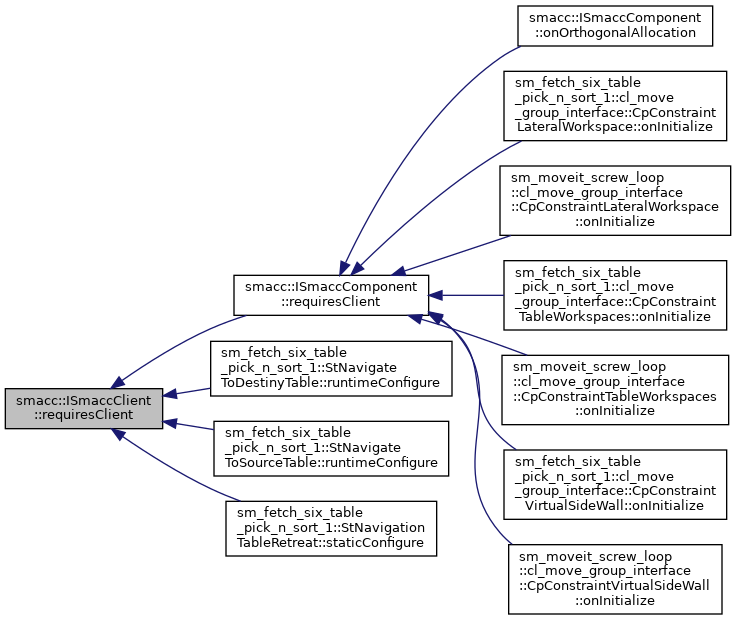 smacc::ISmaccComponent
::onOrthogonalAllocation
sm_fetch_six_table
_pick_n_sort_1::cl_move
_group_interface::CpConstraint
LateralWorkspace::onInitialize
sm_moveit_screw_loop
::cl_move_group_interface
::CpConstraintLateralWorkspace
::onInitialize
smacc::ISmaccComponent
::requiresClient
sm_fetch_six_table
_pick_n_sort_1::cl_move
_group_interface::CpConstraint
TableWorkspaces::onInitialize
sm_fetch_six_table
_pick_n_sort_1::StNavigate
ToDestinyTable::runtimeConfigure
sm_moveit_screw_loop
::cl_move_group_interface
::CpConstraintTableWorkspaces
::onInitialize
smacc::ISmaccClient
::requiresClient
sm_fetch_six_table
_pick_n_sort_1::StNavigate
ToSourceTable::runtimeConfigure
sm_fetch_six_table
_pick_n_sort_1::cl_move
_group_interface::CpConstraint
VirtualSideWall::onInitialize
sm_fetch_six_table
_pick_n_sort_1::StNavigation
TableRetreat::staticConfigure
sm_moveit_screw_loop
::cl_move_group_interface
::CpConstraintVirtualSideWall
::onInitialize